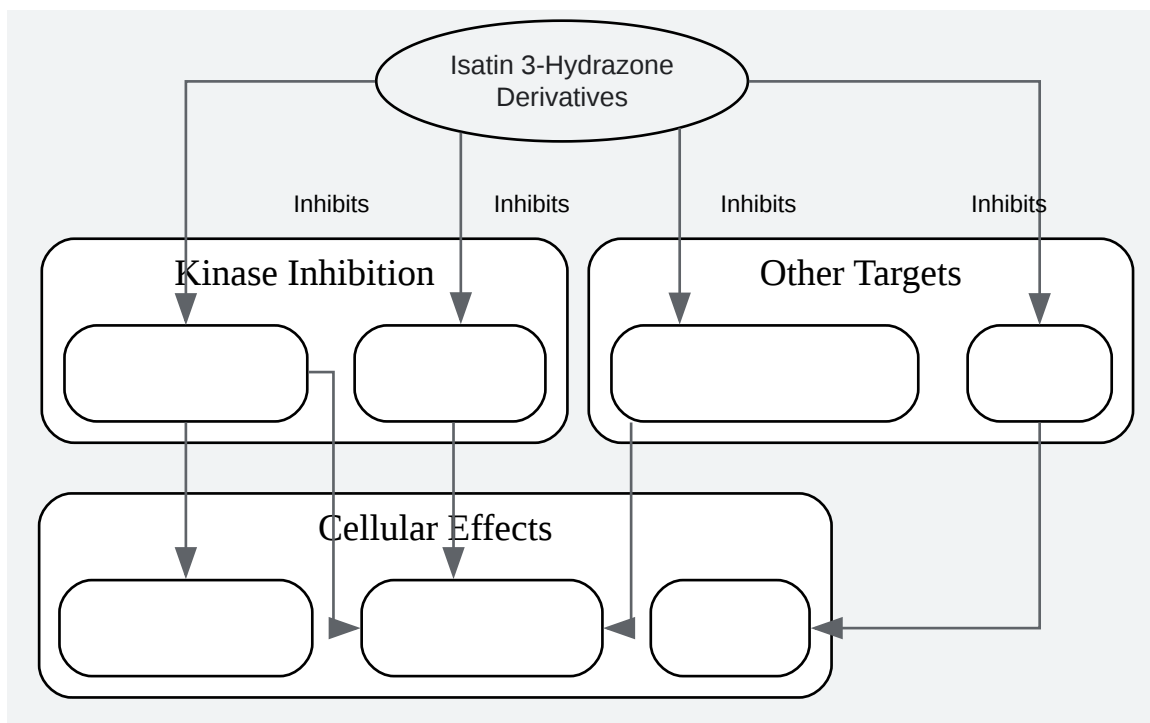 Isatin 3-Hydrazone
Derivatives
Inhibits
Inhibits
Inhibits
Inhibits
Kinase Inhibition
Other Targets
Cellular Effects